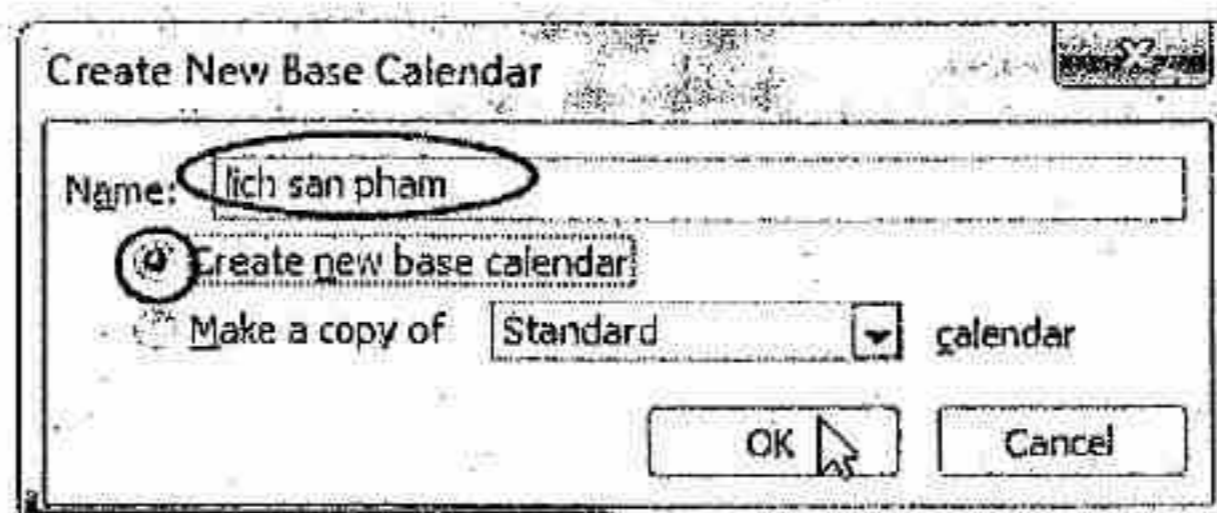 Create New Base Calendar
Name: lich san pham
Create new base calendar
Make a copy of Standard calendar
OK Cancel